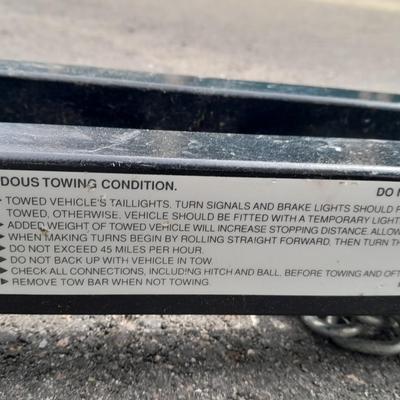 DOUS TOWING CONDITION. DO
TOWED VEHICLE'S TAILLIGHTS, TURN SIGNALS AND BRAKE LIGHTS SHOULD
TOWED, OTHERWISE, VEHICLE SHOULD BE FITTED WITH A TEMPORARY LIGHT
▸ ADDED WEIGHT OF TOWED VEHICLE WILL INCREASE STOPPING DISTANCE. ALLOW
▸ WHEN MAKING TURNS BEGIN BY ROLLING STRAIGHT FORWARD, THEN TURN TH
▸ DO NOT EXCEED 45 MILES PER HOUR.
▸ DO NOT BACK UP WITH VEHICLE IN TOW.
▸ CHECK ALL CONNECTIONS, INCLUDING HITCH AND BALL, BEFORE TOWING AND OFT
▸ REMOVE TOW BAR WHEN NOT TOWING.